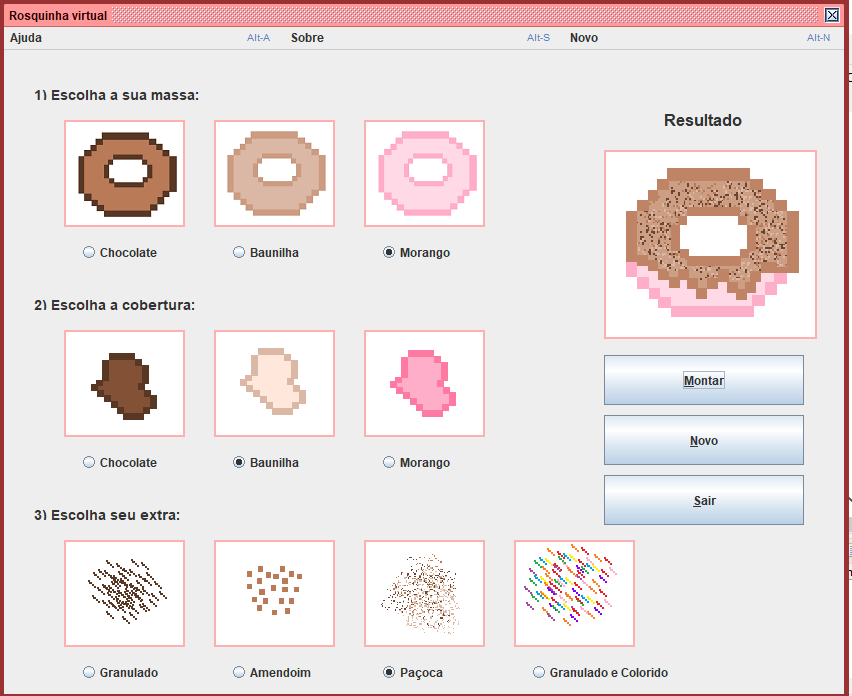 Rosquinha virtual
Ajuda Alt-A Sobre Alt-S Novo Alt-N
1) Escolha a sua massa:
Chocolate Baunilha Morango
Resultado
2) Escolha a cobertura:
Chocolate Baunilha Morango
Montar
Novo
Sair
3) Escolha seu extra:
Granulado Amendoim Paçoca Granulado e Colorido